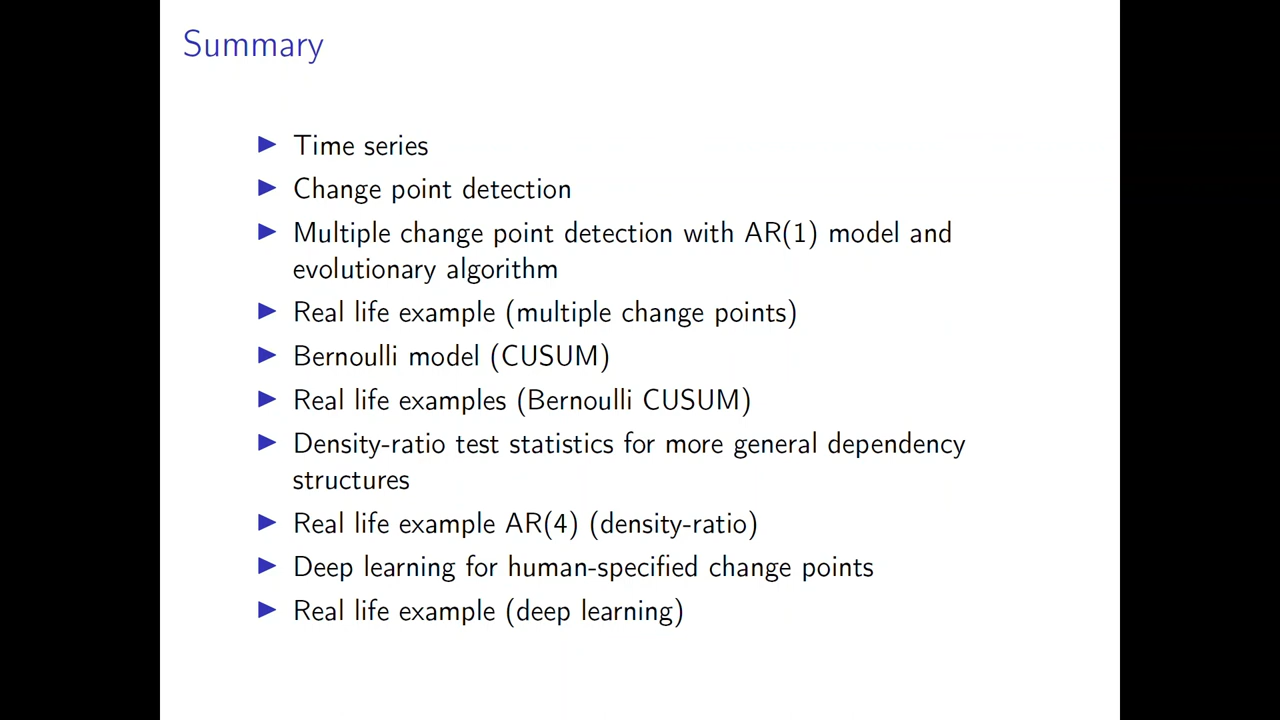 Summary
Time series
Change point detection
Multiple change point detection with AR(1) model and
evolutionary algorithm
Real life example (multiple change points)
Bernoulli model (CUSUM)
Real life examples (Bernoulli CUSUM)
Density-ratio test statistics for more general dependency
structures
Real life example AR(4) (density-ratio)
Deep learning for human-specified change points
Real life example (deep learning)